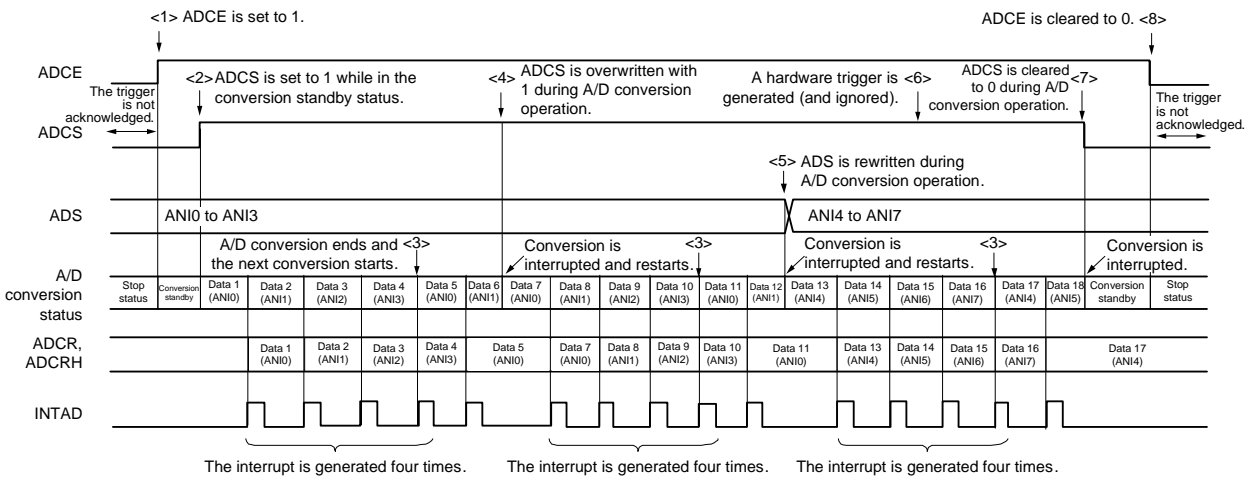 <1> ADCE is set to 1.
ADCE is cleared to 0. <8>
ADCE
The trigger
is not
acknowledged.
<2> ADCS is set to 1 while in the
conversion standby status.
<4> ADCS is overwritten with
1 during A/D conversion
operation.
A hardware trigger is <6>
generated (and ignored).
ADCS is cleared <7>
to 0 during A/D
conversion operation.
The trigger
is not
acknowledged.
ADCS
<5> ADS is rewritten during
A/D conversion operation.
ADS
ANI0 to ANI3
ANI4 to ANI7
A/D conversion ends and <3>
the next conversion starts.
Conversion is <3>
interrupted and restarts.
Conversion is <3>
interrupted and restarts.
Conversion is
interrupted.
A/D
conversion
status
Stop
status
Conversion
standby
Data 1
(ANI0)
Data 2
(ANI1)
Data 3
(ANI2)
Data 4
(ANI3)
Data 5
(ANI0)
Data 6
(ANI1)
Data 7
(ANI0)
Data 8
(ANI1)
Data 9
(ANI2)
Data 10
(ANI3)
Data 11
(ANI0)
Data 12
(ANI1)
Data 13
(ANI4)
Data 14
(ANI5)
Data 15
(ANI6)
Data 16
(ANI7)
Data 17
(ANI4)
Data 18
(ANI5)
Conversion
standby
Stop
status
ADCR,
ADCRH
Data 1
(ANI0)
Data 2
(ANI1)
Data 3
(ANI2)
Data 4
(ANI3)
Data 5
(ANI0)
Data 7
(ANI0)
Data 8
(ANI1)
Data 9
(ANI2)
Data 10
(ANI3)
Data 11
(ANI0)
Data 13
(ANI4)
Data 14
(ANI5)
Data 15
(ANI6)
Data 16
(ANI7)
Data 17
(ANI4)
INTAD
The interrupt is generated four times.
The interrupt is generated four times.
The interrupt is generated four times.